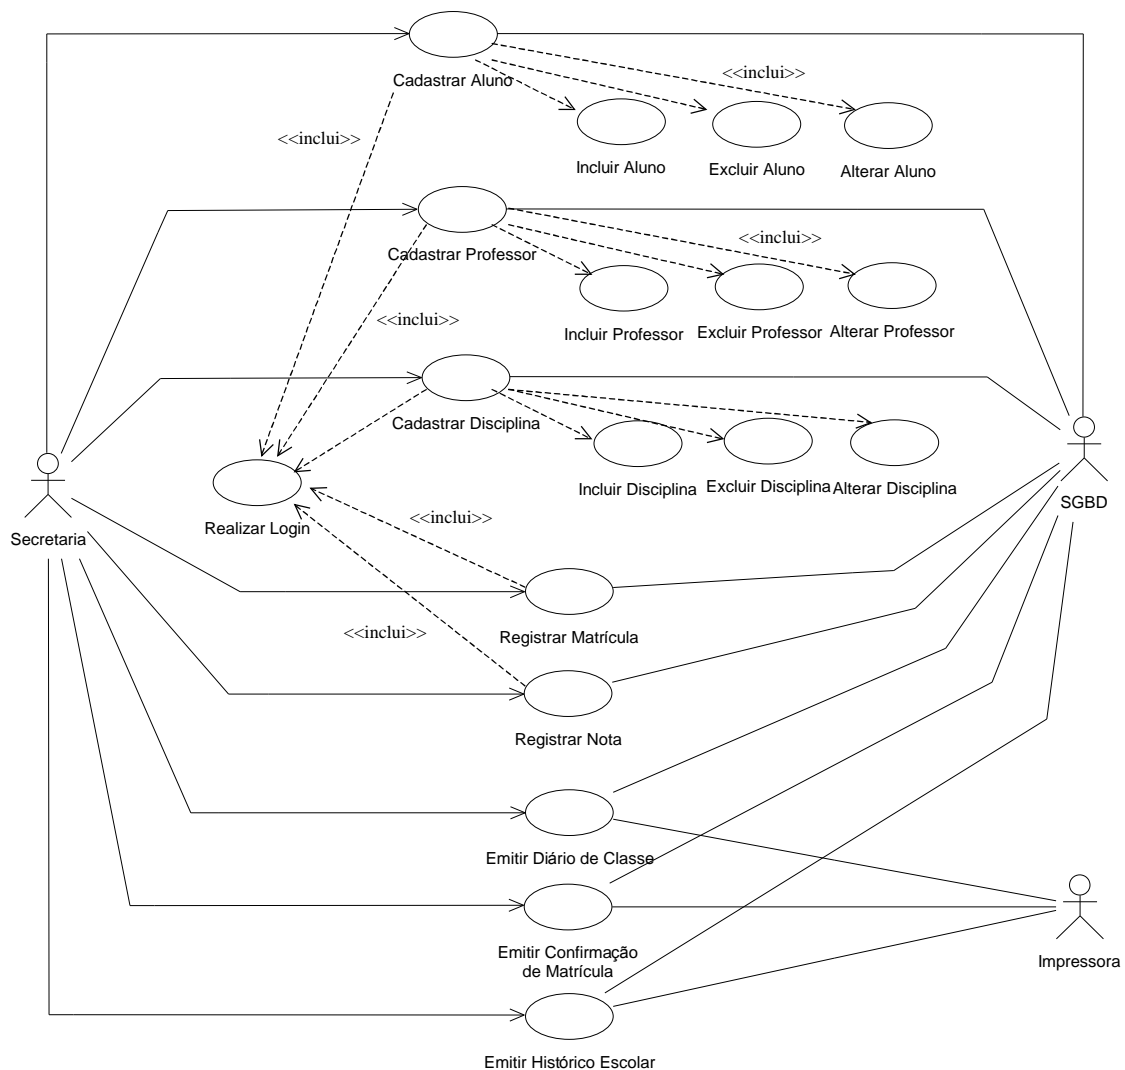 Cadastrar Aluno
<<inclui>>
<<inclui>>
Incluir Aluno
Excluir Aluno
Alterar Aluno
Cadastrar Professor
<<inclui>>
<<inclui>>
Incluir Professor
Excluir Professor
Alterar Professor
Cadastrar Disciplina
Incluir Disciplina
Excluir Disciplina
Alterar Disciplina
SGBD
Secretaria
Realizar Login
<<inclui>>
<<inclui>>
Registrar Matrícula
Registrar Nota
Emitir Diário de Classe
Emitir Confirmação
de Matrícula
Impressora
Emitir Histórico Escolar